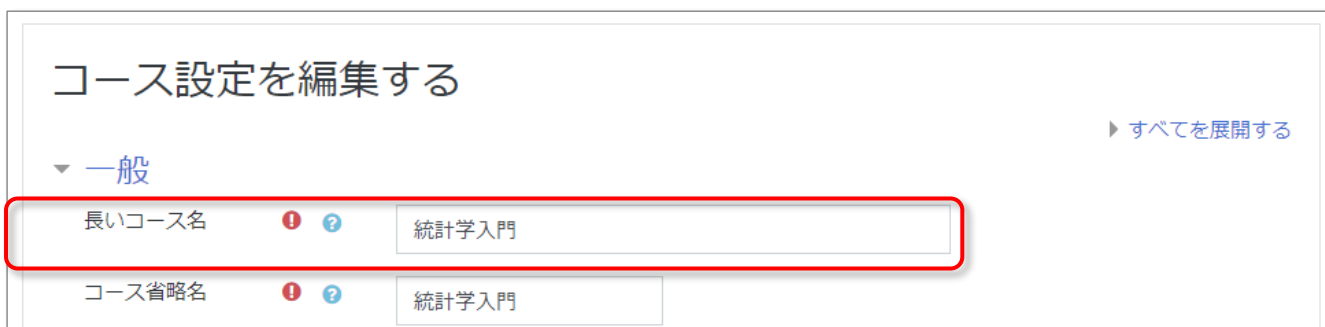 コース設定を編集する
すべてを展開する
一般
長いコース名 統計学入門
コース省略名 統計学入門